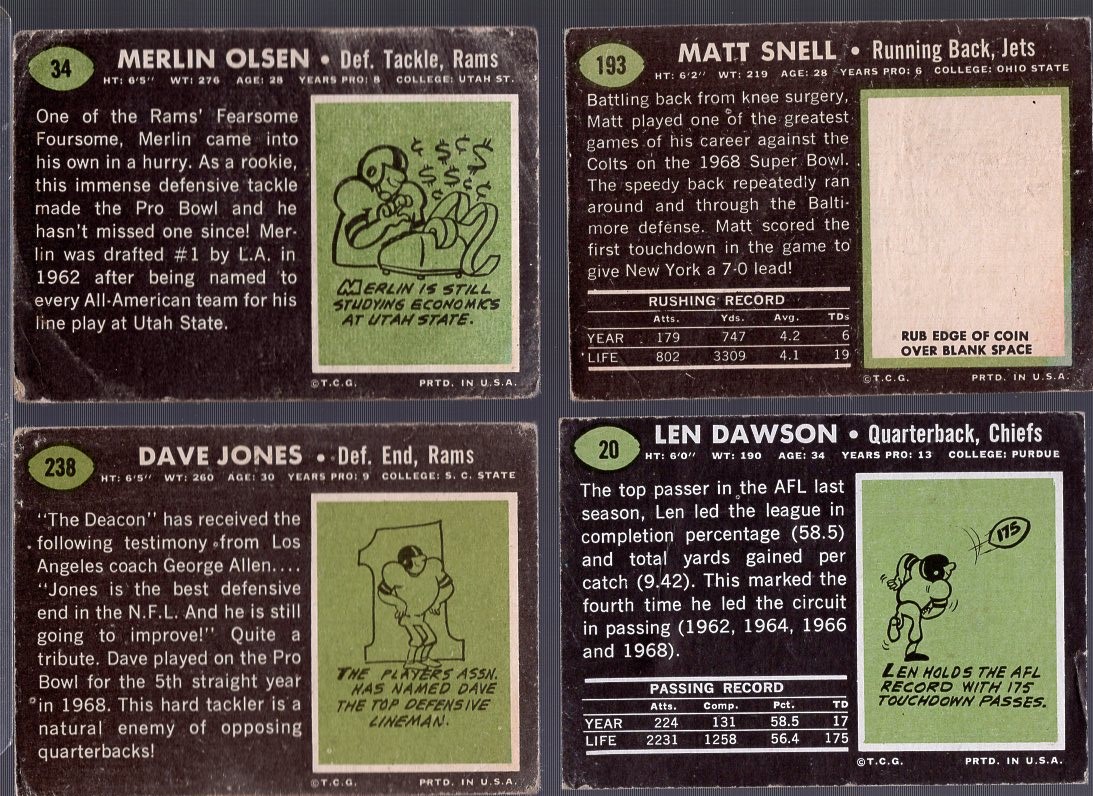 34
MERLIN OLSEN • Def. Tackle, Rams
HT: 6'5" WT: 276 AGE: 28 YEARS PRO: 8 COLLEGE: UTAH ST.
One of the Rams' Fearsome
Foursome, Merlin came into
his own in a hurry. As a rookie,
this immense defensive tackle
made the Pro Bowl and he
hasn't missed one since! Mer-
lin was drafted #1 by L.A. in
1962 after being named to
every All-American team for his
line play at Utah State.
¢ $ ¢ $ $ $ $ ¢ $ ¢
MERLIN IS STILL
STUDYING ECONOMICS
AT UTAH STATE.
©T.C.G. PRTD. IN U.S.A.
193
MATT SNELL • Running Back, Jets
HT: 6'2" WT: 219 AGE: 28 YEARS PRO: 6 COLLEGE: OHIO STATE
Battling back from knee surgery,
Matt played one of the greatest
games of his career against the
Colts on the 1968 Super Bowl.
The speedy back repeatedly ran
around and through the Balti-
more defense. Matt scored the
first touchdown in the game to
give New York a 7-0 lead!
RUSHING RECORD
Atts. Yds. Avg. TDs
YEAR 179 747 4.2 6
LIFE 802 3309 4.1 19
RUB EDGE OF COIN
OVER BLANK SPACE
©T.C.G. PRTD. IN U.S.A.
238
DAVE JONES • Def. End, Rams
HT: 6'5" WT: 260 AGE: 30 YEARS PRO: 9 COLLEGE: S. C. STATE
"The Deacon" has received the
following testimony from Los
Angeles coach George Allen....
"Jones is the best defensive
end in the N.F.L. And he is still
going to improve!" Quite a
tribute. Dave played on the Pro
Bowl for the 5th straight year
in 1968. This hard tackler is a
natural enemy of opposing
quarterbacks!
1
THE PLAYERS ASSN.
HAS NAMED DAVE
THE TOP DEFENSIVE
LINEMAN.
©T.C.G. PRTD. IN U.S.A.
20
LEN DAWSON • Quarterback, Chiefs
HT: 6'0" WT: 190 AGE: 34 YEARS PRO: 13 COLLEGE: PURDUE
The top passer in the AFL last
season, Len led the league in
completion percentage (58.5)
and total yards gained per
catch (9.42). This marked the
fourth time he led the circuit
in passing (1962, 1964, 1966
and 1968).
PASSING RECORD
Atts. Comp. Pct. TD
YEAR 224 131 58.5 17
LIFE 2231 1258 56.4 175
175
LEN HOLDS THE AFL
RECORD WITH 175
TOUCHDOWN PASSES.
©T.C.G. PRTD. IN U.S.A.